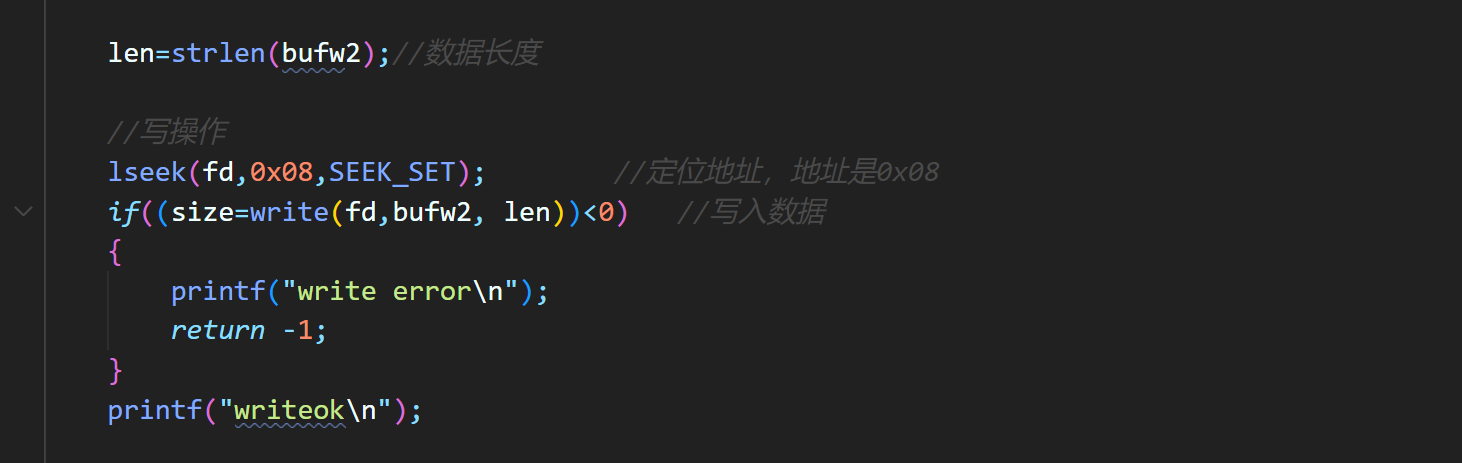 len=strlen(bufw2);//数据长度
//写操作
lseek(fd,0x08,SEEK_SET);        //定位地址，地址是0x08
if((size=write(fd,bufw2, len))<0)   //写入数据
{
    printf("write error\n");
    return -1;
}
printf("writeok\n");